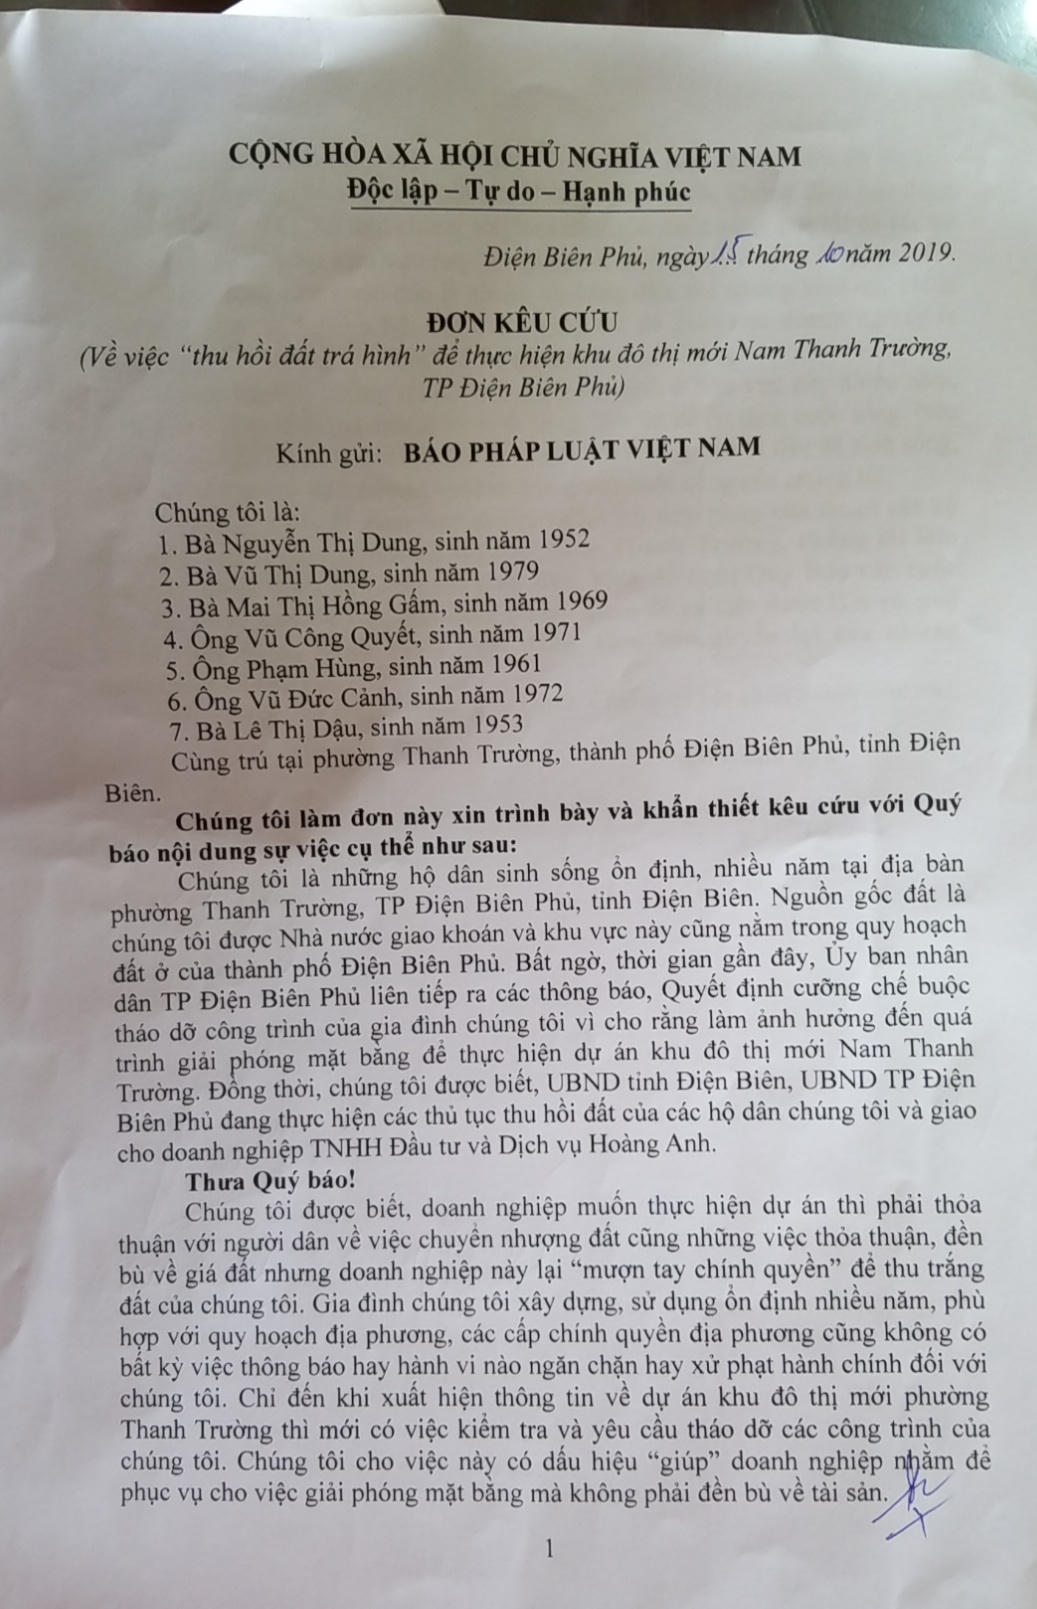 CỘNG HÒA XÃ HỘI CHỦ NGHĨA VIỆT NAM
Độc lập – Tự do – Hạnh phúc
Điện Biên Phủ, ngày 15 tháng 10 năm 2019.
ĐƠN KÊU CỨU
(Về việc “thu hồi đất trá hình” để thực hiện khu đô thị mới Nam Thanh Trường,
TP Điện Biên Phủ)
Kính gửi: BÁO PHÁP LUẬT VIỆT NAM
Chúng tôi là:
1. Bà Nguyễn Thị Dung, sinh năm 1952
2. Bà Vũ Thị Dung, sinh năm 1979
3. Bà Mai Thị Hồng Gấm, sinh năm 1969
4. Ông Vũ Công Quyết, sinh năm 1971
5. Ông Phạm Hùng, sinh năm 1961
6. Ông Vũ Đức Cảnh, sinh năm 1972
7. Bà Lê Thị Dậu, sinh năm 1953
Cùng trú tại phường Thanh Trường, thành phố Điện Biên Phủ, tỉnh Điện
Biên.
Chúng tôi làm đơn này xin trình bày và khẩn thiết kêu cứu với Quý
báo nội dung sự việc cụ thể như sau:
Chúng tôi là những hộ dân sinh sống ổn định, nhiều năm tại địa bàn
phường Thanh Trường, TP Điện Biên Phủ, tỉnh Điện Biên. Nguồn gốc đất là
chúng tôi được Nhà nước giao khoán và khu vực này cũng nằm trong quy hoạch
đất ở của thành phố Điện Biên Phủ. Bất ngờ, thời gian gần đây, Ủy ban nhân
dân TP Điện Biên Phủ liên tiếp ra các thông báo, Quyết định cưỡng chế buộc
tháo dỡ công trình của gia đình chúng tôi vì cho rằng làm ảnh hưởng đến quá
trình giải phóng mặt bằng để thực hiện dự án khu đô thị mới Nam Thanh
Trường. Đồng thời, chúng tôi được biết, UBND tỉnh Điện Biên, UBND TP Điện
Biên Phủ đang thực hiện các thủ tục thu hồi đất của các hộ dân chúng tôi và giao
cho doanh nghiệp TNHH Đầu tư và Dịch vụ Hoàng Anh.
Thưa Quý báo!
Chúng tôi được biết, doanh nghiệp muốn thực hiện dự án thì phải thỏa
thuận với người dân về việc chuyển nhượng đất cũng những việc thỏa thuận, đền
bù về giá đất nhưng doanh nghiệp này lại “mượn tay chính quyền” để thu trắng
đất của chúng tôi. Gia đình chúng tôi xây dựng, sử dụng ổn định nhiều năm, phù
hợp với quy hoạch địa phương, các cấp chính quyền địa phương cũng không có
bất kỳ việc thông báo hay hành vi nào ngăn chặn hay xử phạt hành chính đối với
chúng tôi. Chỉ đến khi xuất hiện thông tin về dự án khu đô thị mới phường
Thanh Trường thì mới có việc kiểm tra và yêu cầu tháo dỡ các công trình của
chúng tôi. Chúng tôi cho việc này có dấu hiệu “giúp” doanh nghiệp nhằm để
phục vụ cho việc giải phóng mặt bằng mà không phải đền bù về tài sản.
1